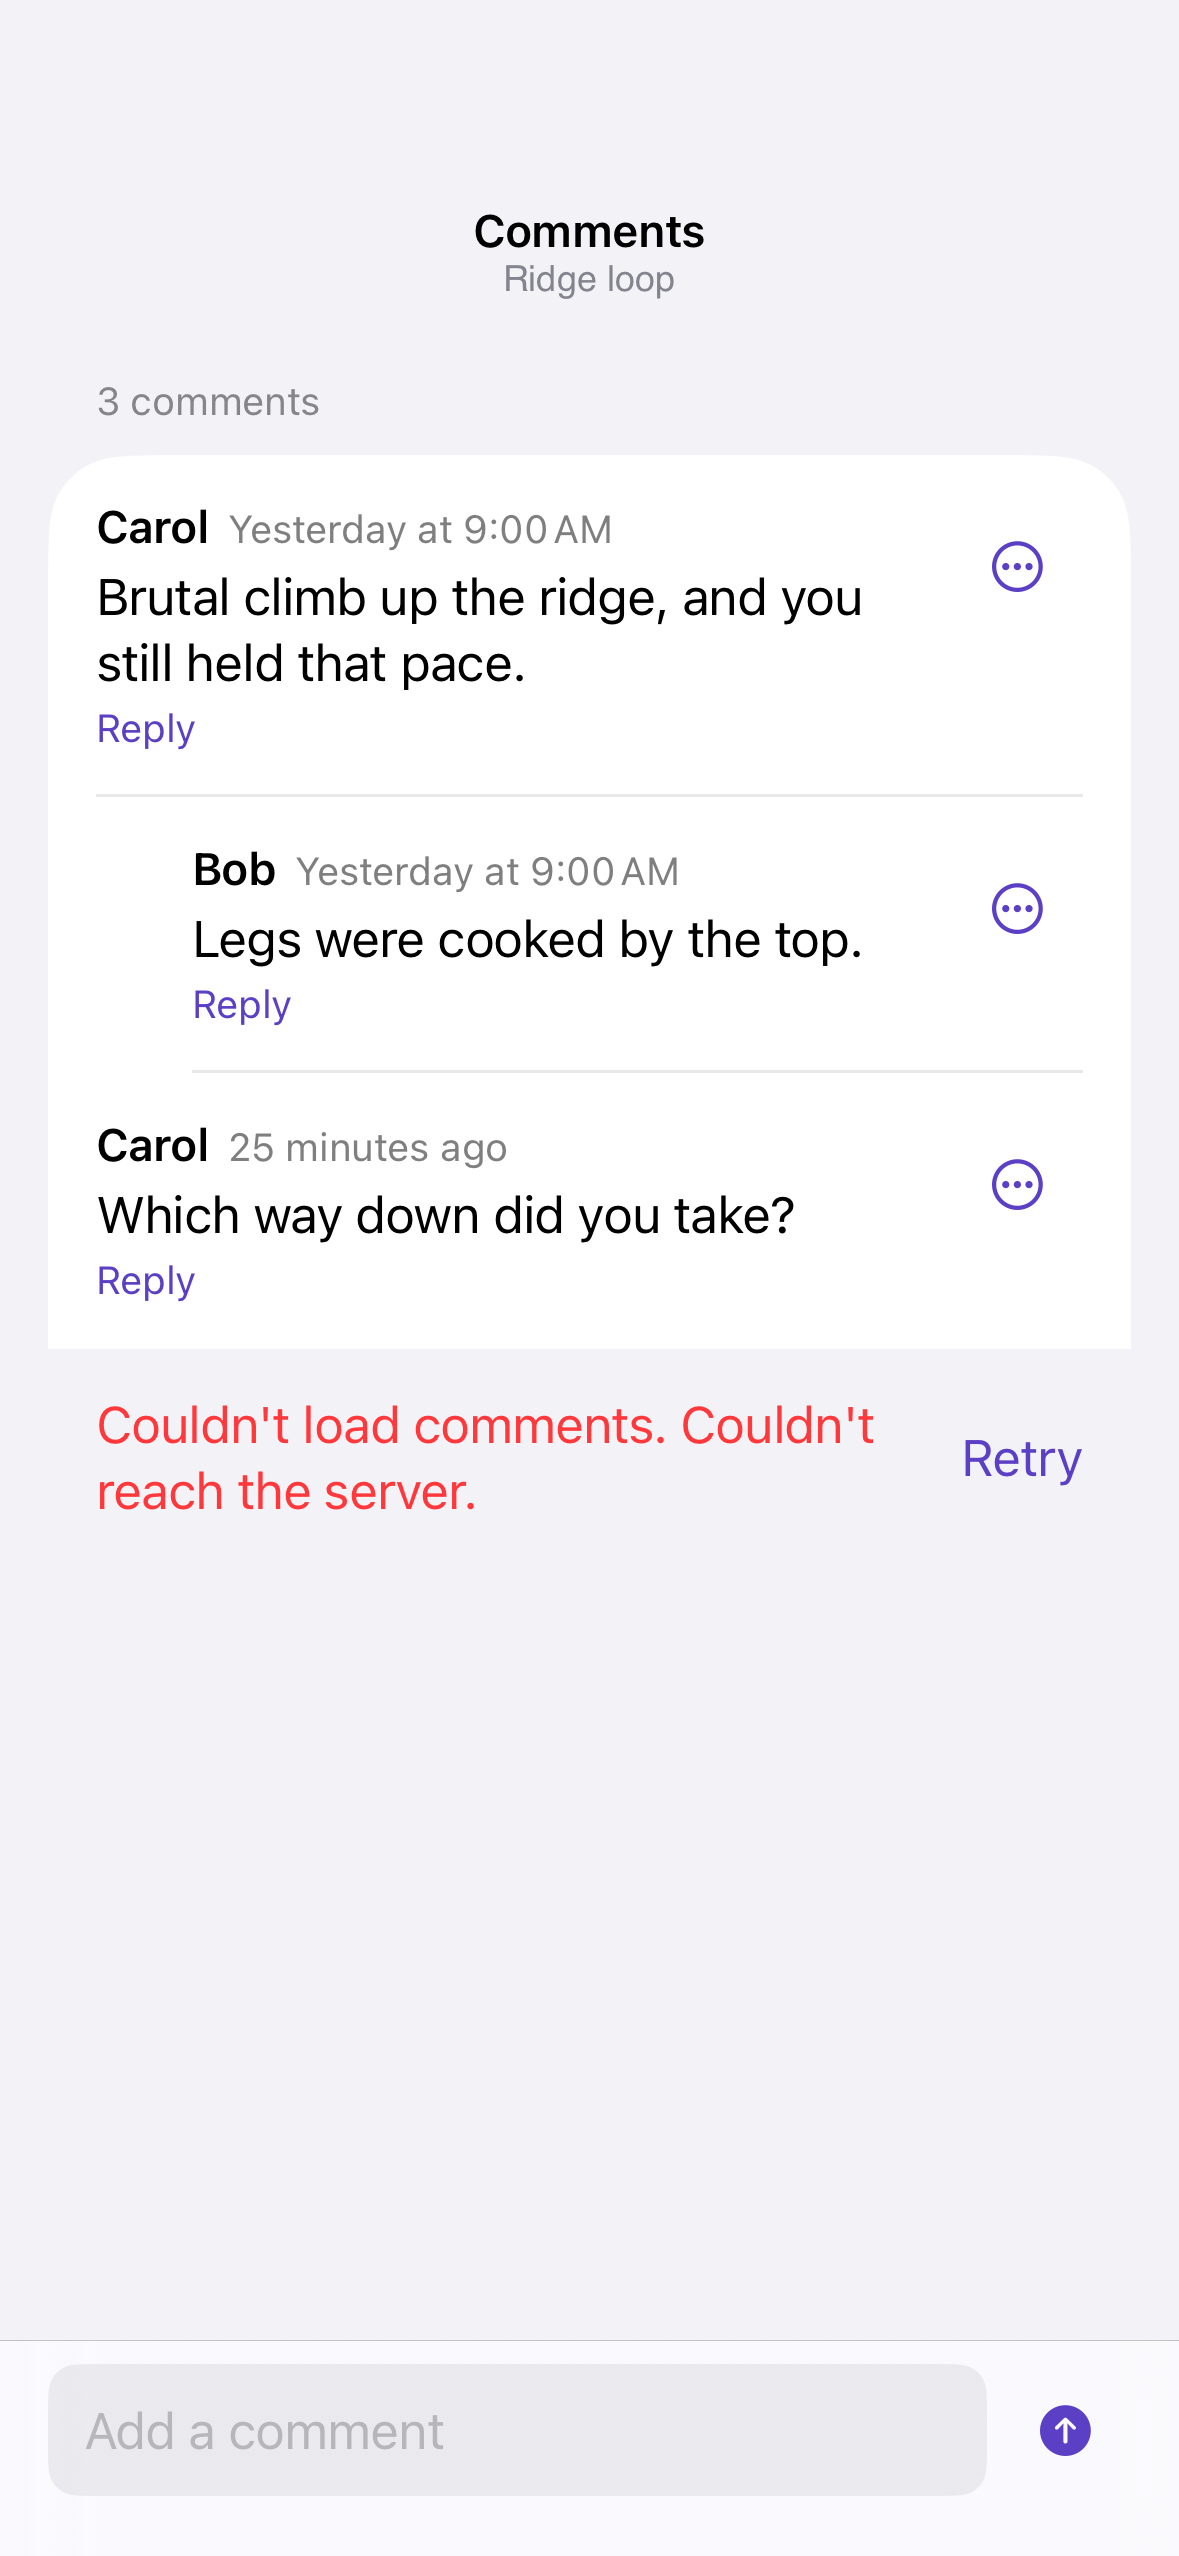 Comments
Ridge loop
3 comments
Carol Yesterday at 9:00 AM
Brutal climb up the ridge, and you
still held that pace.
Reply
Bob Yesterday at 9:00 AM
Legs were cooked by the top.
Reply
Carol 25 minutes ago
Which way down did you take?
Reply
Couldn't load comments. Couldn't
reach the server.
Retry
Add a comment